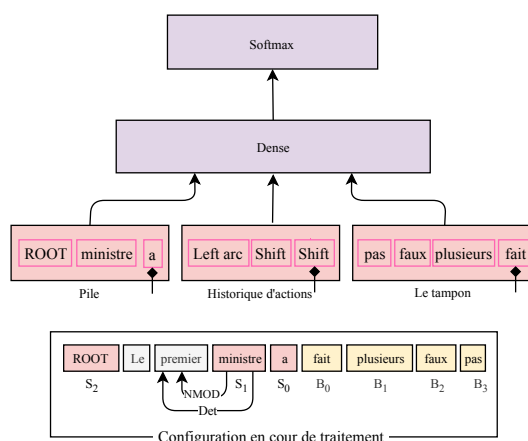 Softmax
Dense
ROOT ministre a
Left arc Shift Shift
pas faux plusieurs fait
Pile
Historique d'actions
Le tampon
ROOT Le premier ministre a fait plusieurs faux pas
S2 S1 S0 B0 B1 B2 B3
NMOD
Det
Configuration en cour de traitement